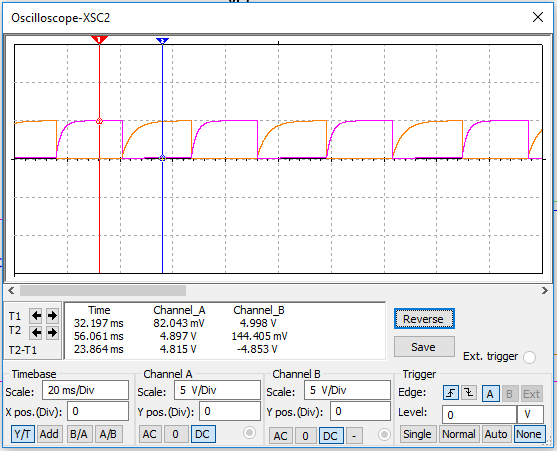 Oscilloscope-XSC2
1 2
T1
T2
T2-T1
Time Channel_A Channel_B
32.197 ms 82.043 mV 4.998 V
56.061 ms 4.897 V 144.405 mV
23.864 ms 4.815 V -4.853 V
Reverse
Save
Ext. trigger
Timebase
Scale: 20 ms/Div
X pos.(Div): 0
Y/T Add B/A A/B
Channel A
Scale: 5 V/Div
Y pos.(Div): 0
AC 0 DC
Channel B
Scale: 5 V/Div
Y pos.(Div): 0
AC 0 DC -
Trigger
Edge: A B Ext
Level: 0 V
Single Normal Auto None